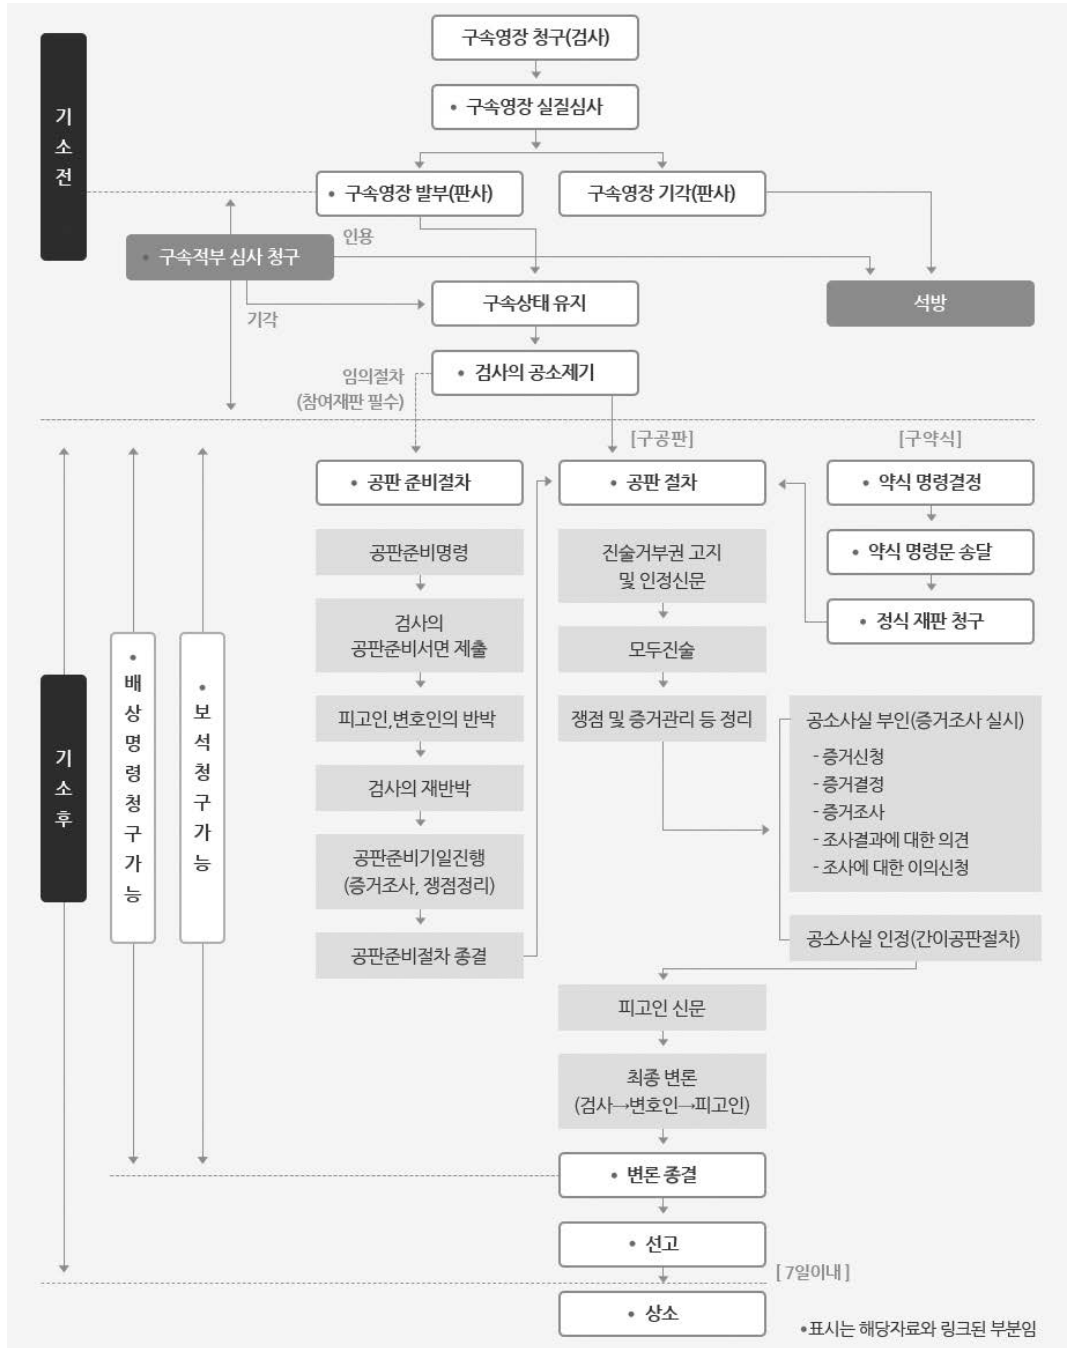 구속영장 청구(검사)
• 구속영장 실질심사
기소전
• 구속영장 발부(판사)
구속영장 기각(판사)
인용
• 구속적부 심사 청구
기각
구속상태 유지
석방
• 검사의 공소제기
임의절차
(참여재판 필수)
[구공판]
[구약식]
• 공판 준비절차
• 공판 절차
• 약식 명령결정
• 약식 명령문 송달
• 정식 재판 청구
기소후
• 배상명령청구가능
• 보석청구가능
공판준비명령
검사의
공판준비서면 제출
피고인,변호인의 반박
검사의 재반박
공판준비기일진행
(증거조사, 쟁점정리)
공판준비절차 종결
진술거부권 고지
및 인정신문
모두진술
쟁점 및 증거관리 등 정리
공소사실 부인(증거조사 실시)
- 증거신청
- 증거결정
- 증거조사
- 조사결과에 대한 의견
- 조사에 대한 이의신청
공소사실 인정(간이공판절차)
피고인 신문
최종 변론
(검사→변호인→피고인)
• 변론 종결
• 선고
[ 7일이내 ]
• 상소
•표시는 해당자료와 링크된 부분임